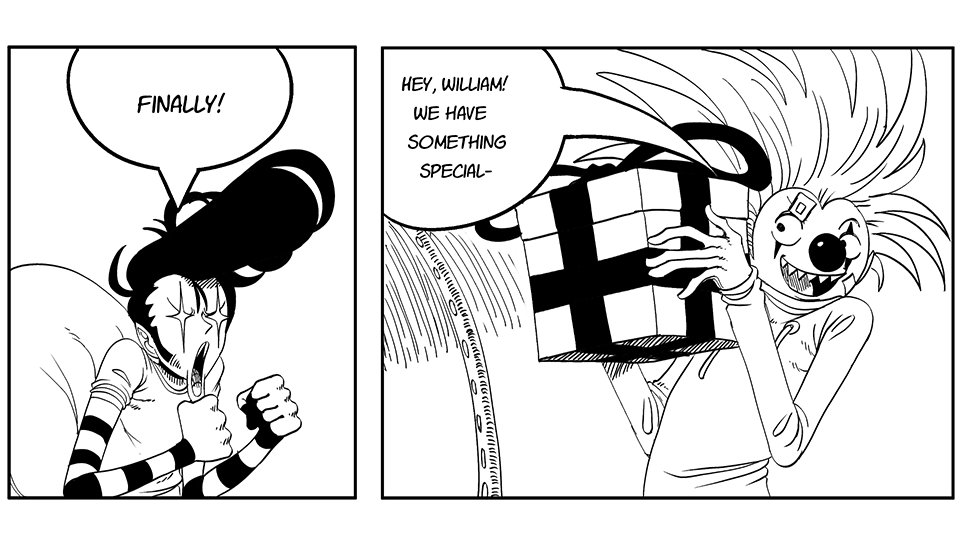 FINALLY!
HEY, WILLIAM!
WE HAVE
SOMETHING
SPECIAL-